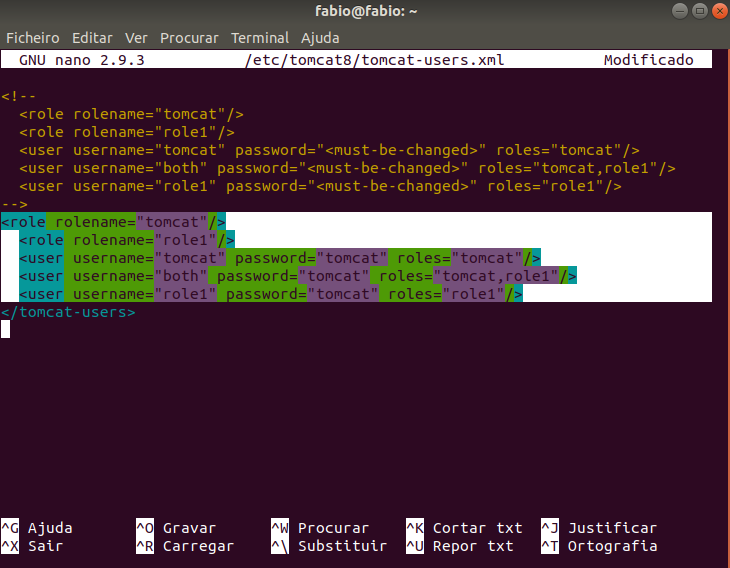 fabio@fabio: ~
Ficheiro Editar Ver Procurar Terminal Ajuda
GNU nano 2.9.3 /etc/tomcat8/tomcat-users.xml Modificado
<!--
<role rolename="tomcat"/>
<role rolename="role1"/>
<user username="tomcat" password="<must-be-changed>" roles="tomcat"/>
<user username="both" password="<must-be-changed>" roles="tomcat,role1"/>
<user username="role1" password="<must-be-changed>" roles="role1"/>
-->
<role rolename="tomcat"/>
<role rolename="role1"/>
<user username="tomcat" password="tomcat" roles="tomcat"/>
<user username="both" password="tomcat" roles="tomcat,role1"/>
<user username="role1" password="tomcat" roles="role1"/>
</tomcat-users>
^G Ajuda ^O Gravar ^W Procurar ^K Cortar txt ^J Justificar
^X Sair ^R Carregar ^\ Substituir ^U Repor txt ^T Ortografia